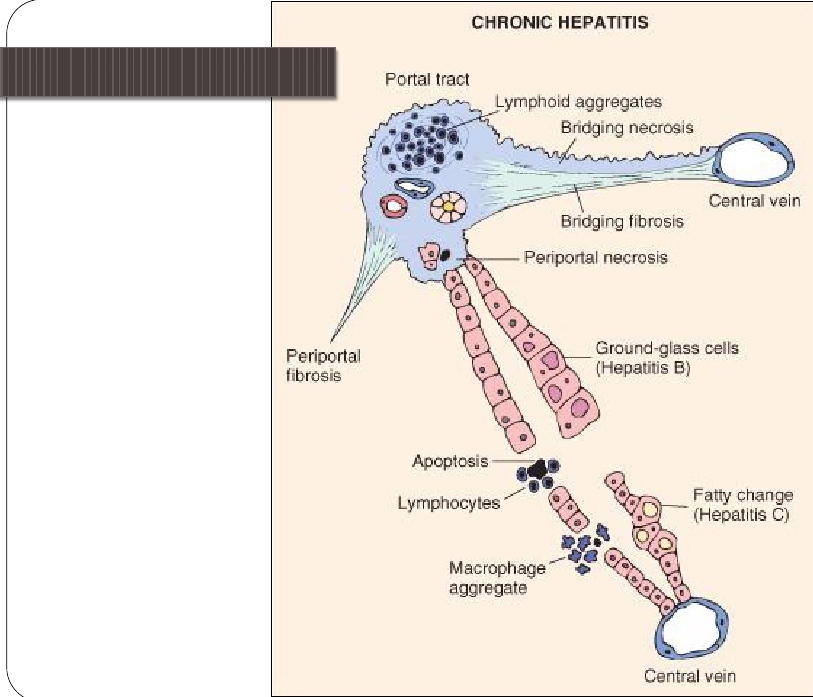 CHRONIC HEPATITIS
Portal tract
Lymphoid aggregates
Bridging necrosis
Central vein
Bridging fibrosis
Periportal necrosis
Periportal
fibrosis
Ground-glass cells
(Hepatitis B)
Apoptosis
Lymphocytes
Fatty change
(Hepatitis C)
Macrophage
aggregate
Central vein